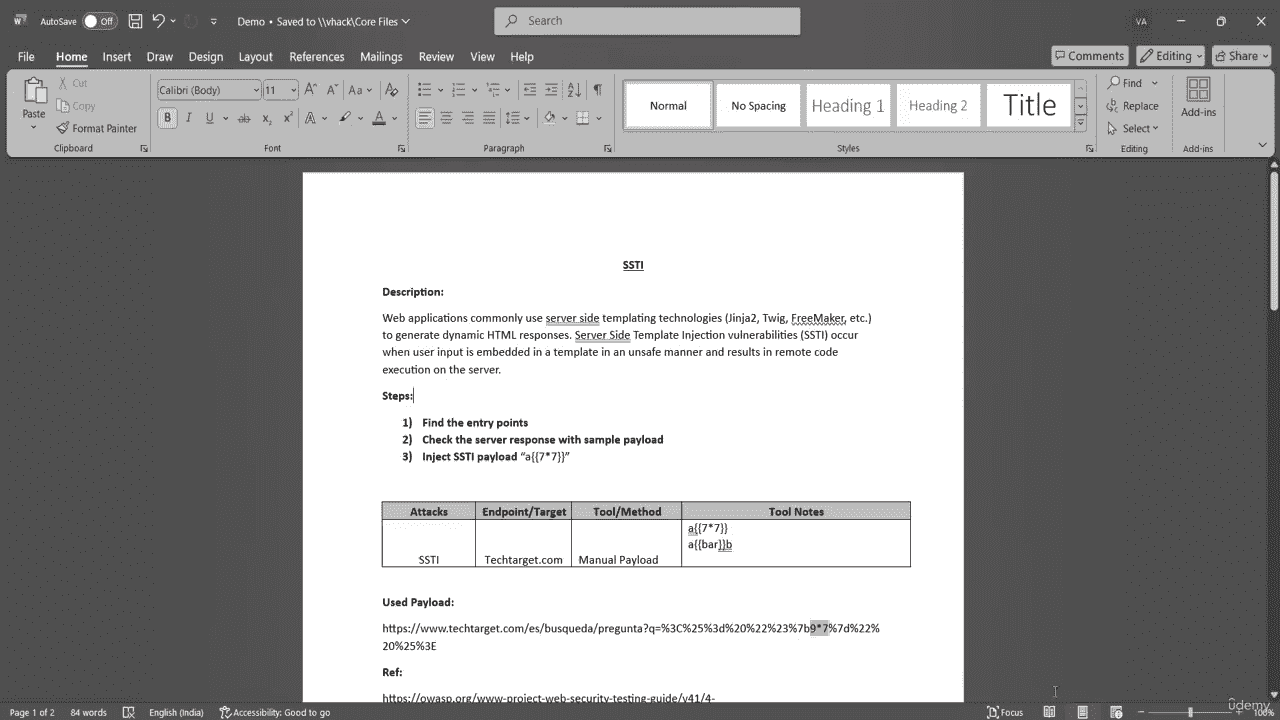 AutoSave Off Demo • Saved to \\vhack\Core Files Search VA
File Home Insert Draw Design Layout References Mailings Review View Help Comments Editing Share
Paste Cut Copy Format Painter
Calibri (Body) 11
Normal No Spacing Heading 1 Heading 2 Title
Find Replace Select Add-ins
Clipboard Font Paragraph Styles Editing Add-ins
SSTI
Description:
Web applications commonly use server side templating technologies (Jinja2, Twig, FreeMaker, etc.)
to generate dynamic HTML responses. Server Side Template Injection vulnerabilities (SSTI) occur
when user input is embedded in a template in an unsafe manner and results in remote code
execution on the server.
Steps:
1) Find the entry points
2) Check the server response with sample payload
3) Inject SSTI payload “a{{7*7}}”
Attacks Endpoint/Target Tool/Method Tool Notes
a{{7*7}}
a{{bar}}b
SSTI Techtarget.com Manual Payload
Used Payload:
https://www.techtarget.com/es/busqueda/pregunta?q=%3C%25%3d%20%22%23%7b9*7%7d%22%
20%25%3E
Ref:
https://owasp.org/www-project-web-security-testing-guide/v41/4-
Page 1 of 2 84 words English (India) Accessibility: Good to go Focus 100%
Udemy